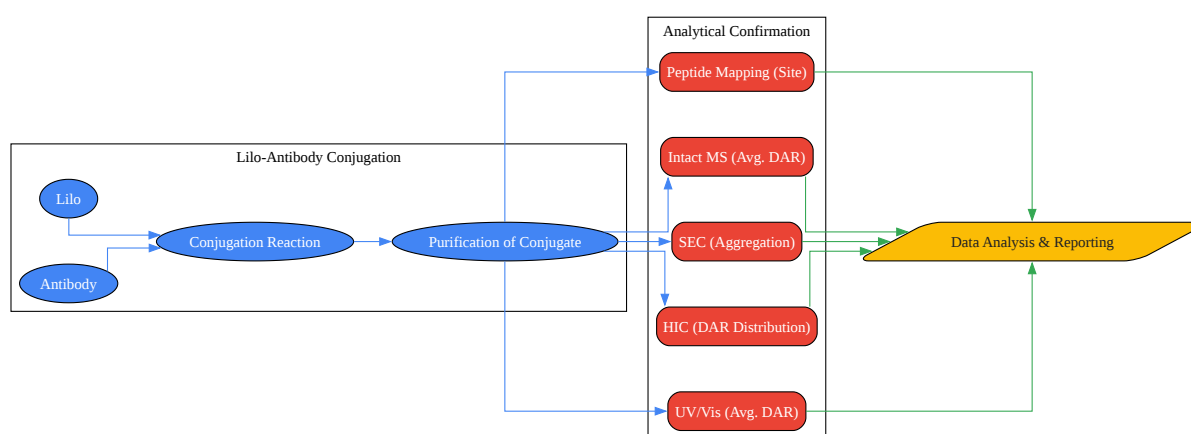 Analytical Confirmation
Peptide Mapping (Site)
Lilo-Antibody Conjugation
Intact MS (Avg. DAR)
Lilo
Conjugation Reaction
Purification of Conjugate
SEC (Aggregation)
Data Analysis & Reporting
Antibody
HIC (DAR Distribution)
UV/Vis (Avg. DAR)